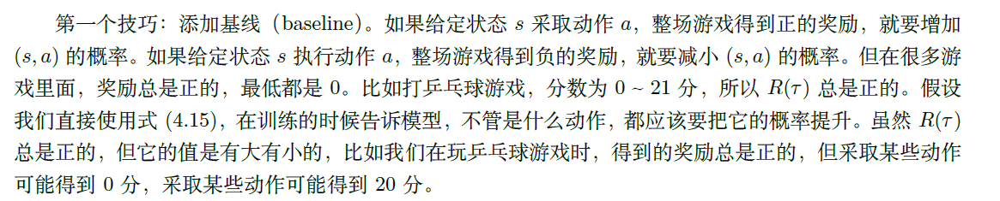 第一个技巧：添加基线（baseline）。如果给定状态 s 采取动作 a，整场游戏得到正的奖励，就要增加
(s, a) 的概率。如果给定状态 s 执行动作 a，整场游戏得到负的奖励，就要减小 (s, a) 的概率。但在很多游
戏里面，奖励总是正的，最低都是 0。比如打乒乓球游戏，分数为 0 ~ 21 分，所以 R(τ) 总是正的。假设
我们直接使用式 (4.15)，在训练的时候告诉模型，不管是什么动作，都应该要把它的概率提升。虽然 R(τ)
总是正的，但它的值是有大有小的，比如我们在玩乒乓球游戏时，得到的奖励总是正的，但采取某些动作
可能得到 0 分，采取某些动作可能得到 20 分。